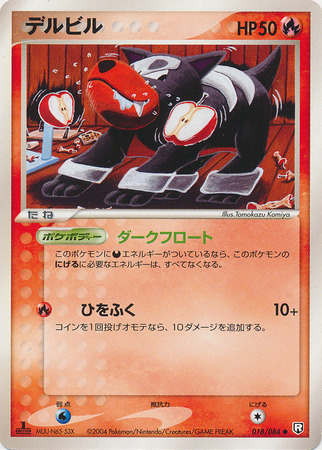 デルビル
HP50
たね
Illus.Tomokazu Komiya
ポケボディー ダークフロート
このポケモンにエネルギーがついているなら、このポケモンの
にげるに必要なエネルギーは、すべてなくなる。
ひをふく 10+
コインを1回投げオモテなら、10ダメージを追加する。
弱点 抵抗力 にげる
1 EDITION MUU-N65-53X ©2004 Pokémon/Nintendo/Creatures/GAME FREAK 018/084 ● R